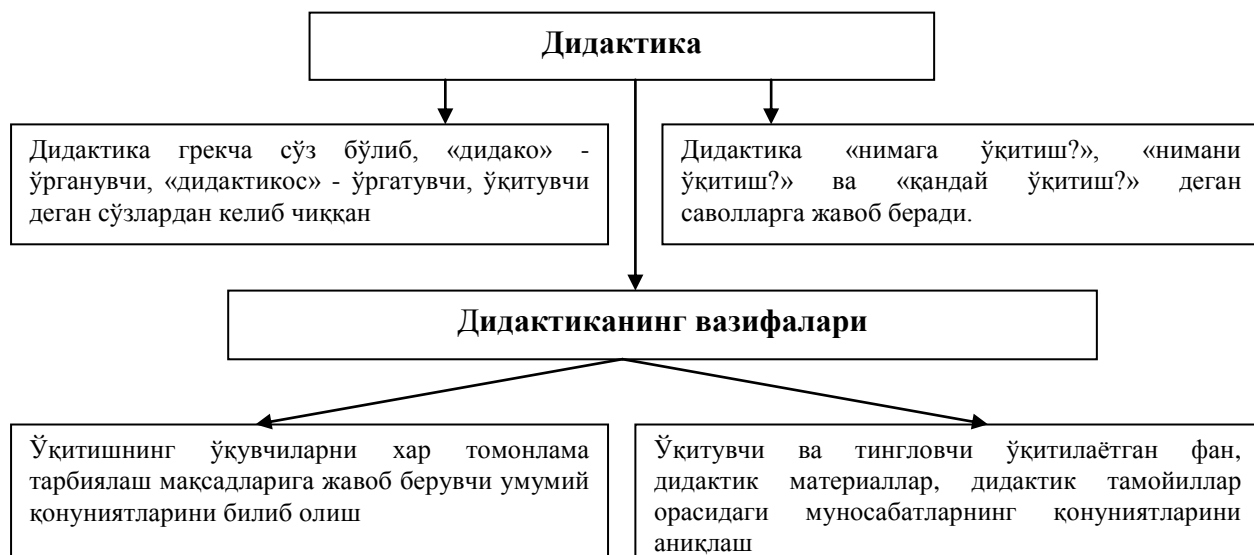 Дидактика
Дидактика грекча сўз бўлиб, «дидако» -
ўрганувчи, «дидактикос» - ўргатувчи, ўқитувчи
деган сўзлардан келиб чиққан
Дидактика «нимага ўқитиш?», «нимани
ўқитиш?» ва «қандай ўқитиш?» деган
саволларга жавоб беради.
Дидактиканинг вазифалари
Ўқитишнинг ўқувчиларни хар томонлама
тарбиялаш мақсадларига жавоб берувчи умумий
қонуниятларини билиб олиш
Ўқитувчи ва тингловчи ўқитилаётган фан,
дидактик материаллар, дидактик тамойиллар
орасидаги муносабатларнинг қонуниятларини
аниқлаш